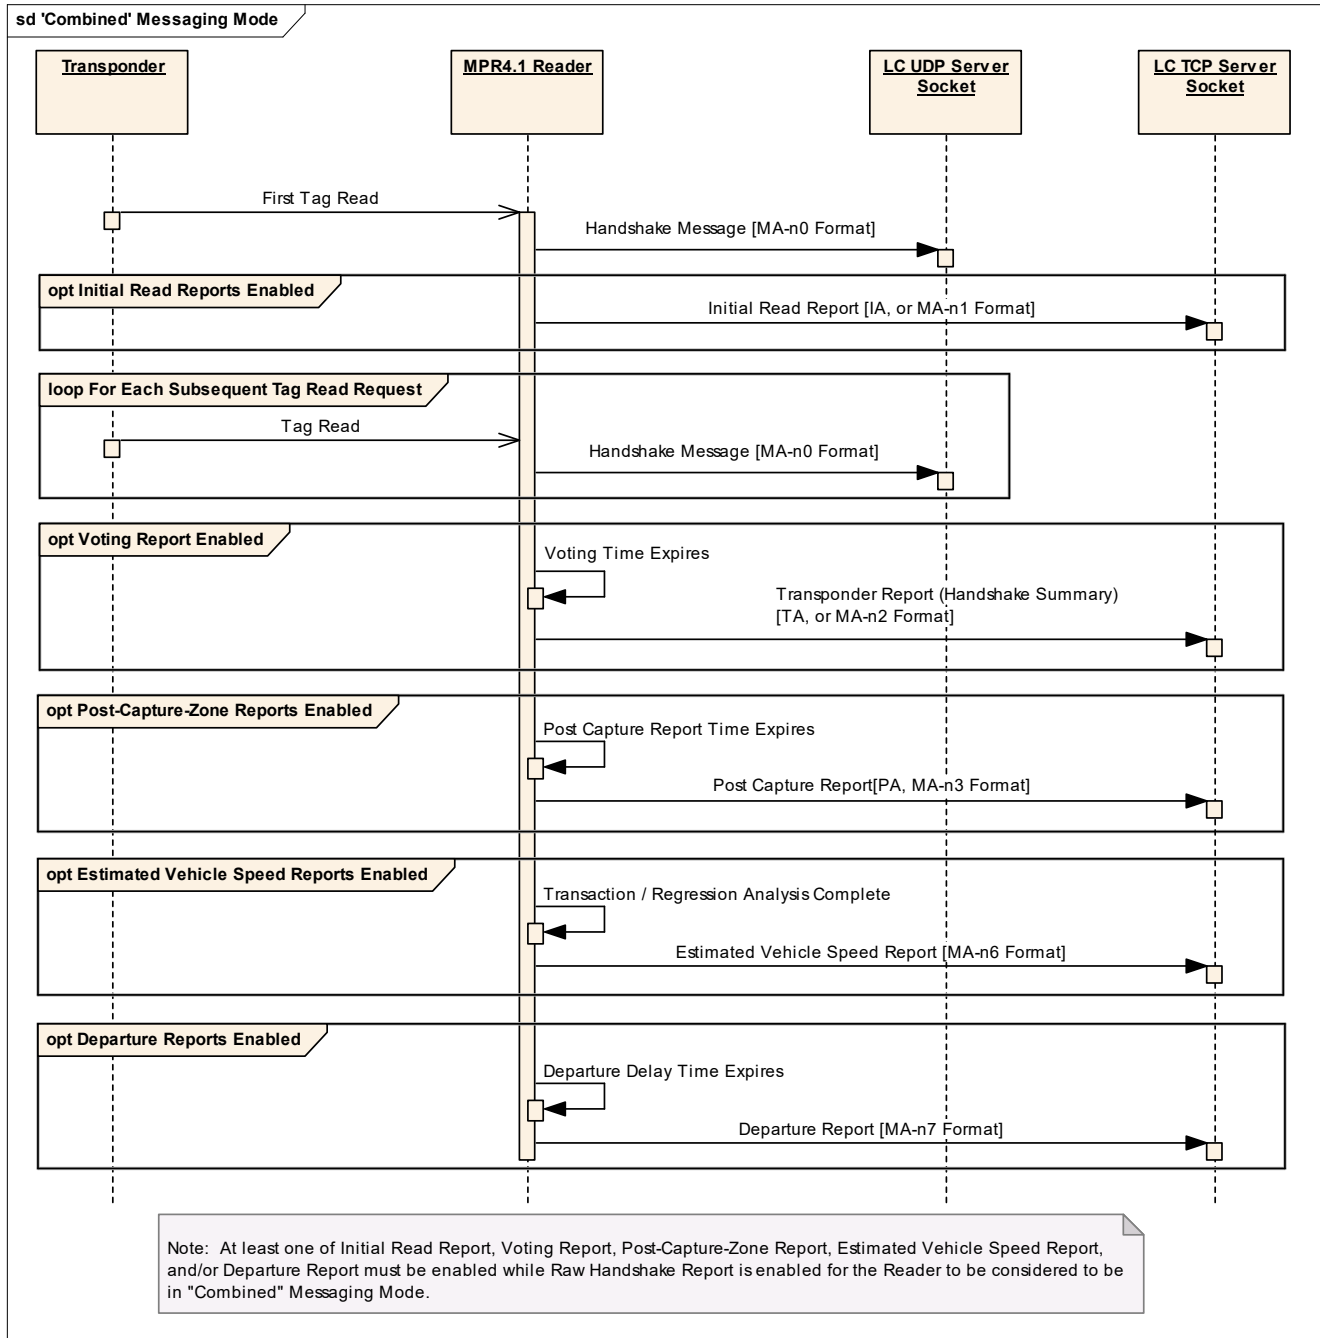 sd 'Combined' Messaging Mode
Transponder
MPR4.1 Reader
LC UDP Server
Socket
LC TCP Server
Socket
First Tag Read
Handshake Message [MA-n0 Format]
opt Initial Read Reports Enabled
Initial Read Report [IA, or MA-n1 Format]
loop For Each Subsequent Tag Read Request
Tag Read
Handshake Message [MA-n0 Format]
opt Voting Report Enabled
Voting Time Expires
Transponder Report (Handshake Summary)
[TA, or MA-n2 Format]
opt Post-Capture-Zone Reports Enabled
Post Capture Report Time Expires
Post Capture Report[PA, MA-n3 Format]
opt Estimated Vehicle Speed Reports Enabled
Transaction / Regression Analysis Complete
Estimated Vehicle Speed Report [MA-n6 Format]
opt Departure Reports Enabled
Departure Delay Time Expires
Departure Report [MA-n7 Format]
Note: At least one of Initial Read Report, Voting Report, Post-Capture-Zone Report, Estimated Vehicle Speed Report,
and/or Departure Report must be enabled while Raw Handshake Report is enabled for the Reader to be considered to be
in "Combined" Messaging Mode.